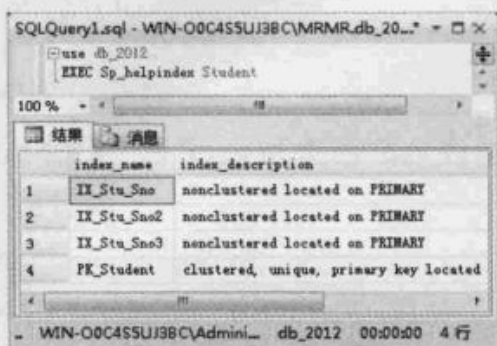 SQLQuery1.sql - WIN-O0C4S5UJ3BC\MRMR.db_20...*
use db_2012
EXEC Sp_helpindex Student
100 %
结果 消息
index_name index_description
1 IX_Stu_Sno nonclustered located on PRIMARY
2 IX_Stu_Sno2 nonclustered located on PRIMARY
3 IX_Stu_Sno3 nonclustered located on PRIMARY
4 PK_Student clustered, unique, primary key located
WIN-O0C4S5UJ3BC\Admini... db_2012 00:00:00 4 行